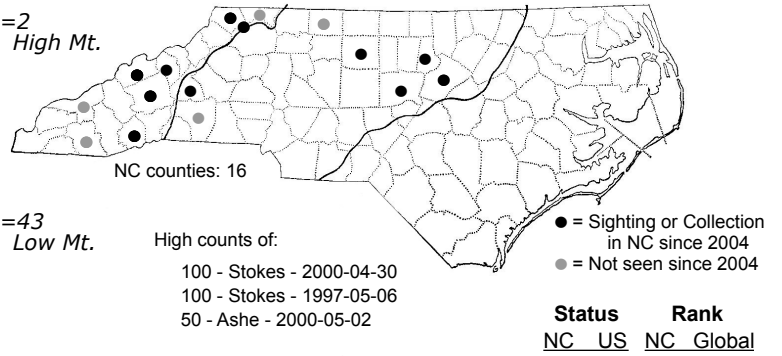 =2
High Mt.
NC counties: 16
=43
Low Mt.
High counts of:
100 - Stokes - 2000-04-30
100 - Stokes - 1997-05-06
50 - Ashe - 2000-05-02
= Sighting or Collection
in NC since 2004
= Not seen since 2004
Status Rank
NC US NC Global